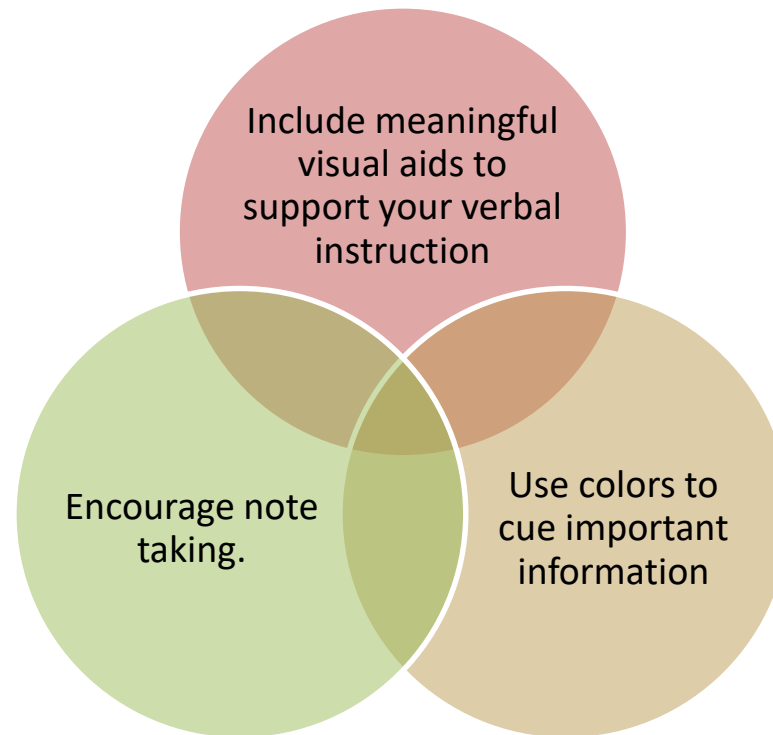 Include meaningful
visual aids to
support your verbal
instruction
Encourage note
taking.
Use colors to
cue important
information